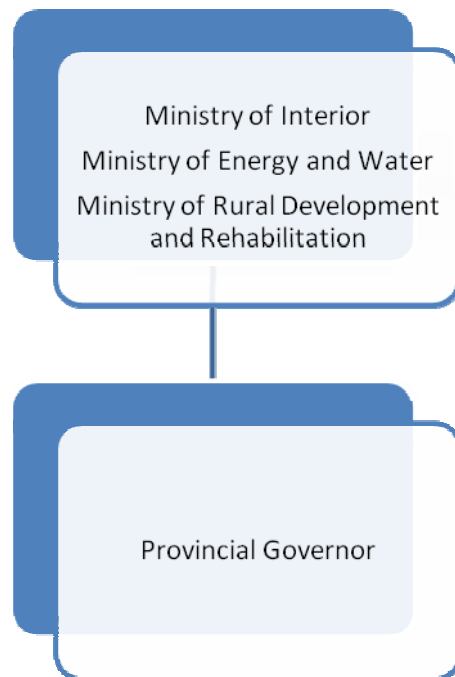 Ministry of Interior
Ministry of Energy and Water
Ministry of Rural Development
and Rehabilitation
Provincial Governor